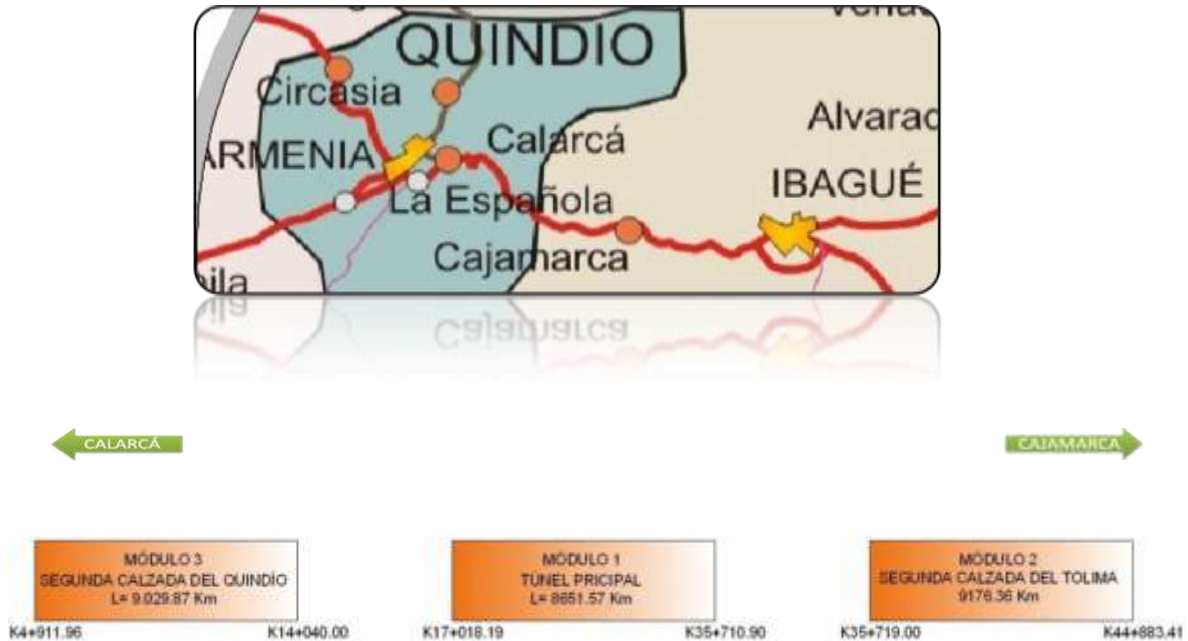 QUINDIO
Circasia
Alvarad
Calarcá
ARMENIA
IBAGUÉ
La Española
Cajamarca
ila
CALARCÁ
CAJAMARCA
MÓDULO 3
SEGUNDA CALZADA DEL QUINDÍO
L= 9.029.87 Km
K4+911.96
K14+040.00
MÓDULO 1
TÚNEL PRICIPAL
L= 8651.57 Km
K17+018.19
K35+710.90
MÓDULO 2
SEGUNDA CALZADA DEL TOLIMA
9176.36 Km
K35+719.00
K44+883.41